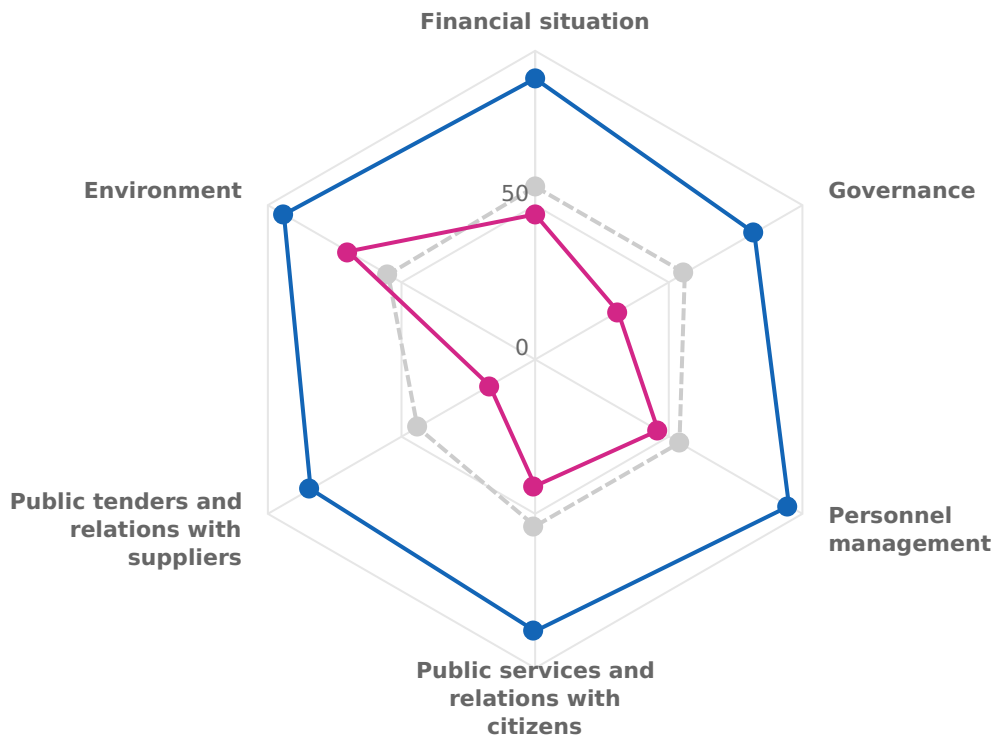 Financial situation
50
Environment
Governance
0
Public tenders and
relations with
suppliers
Personnel
management
Public services and
relations with
citizens